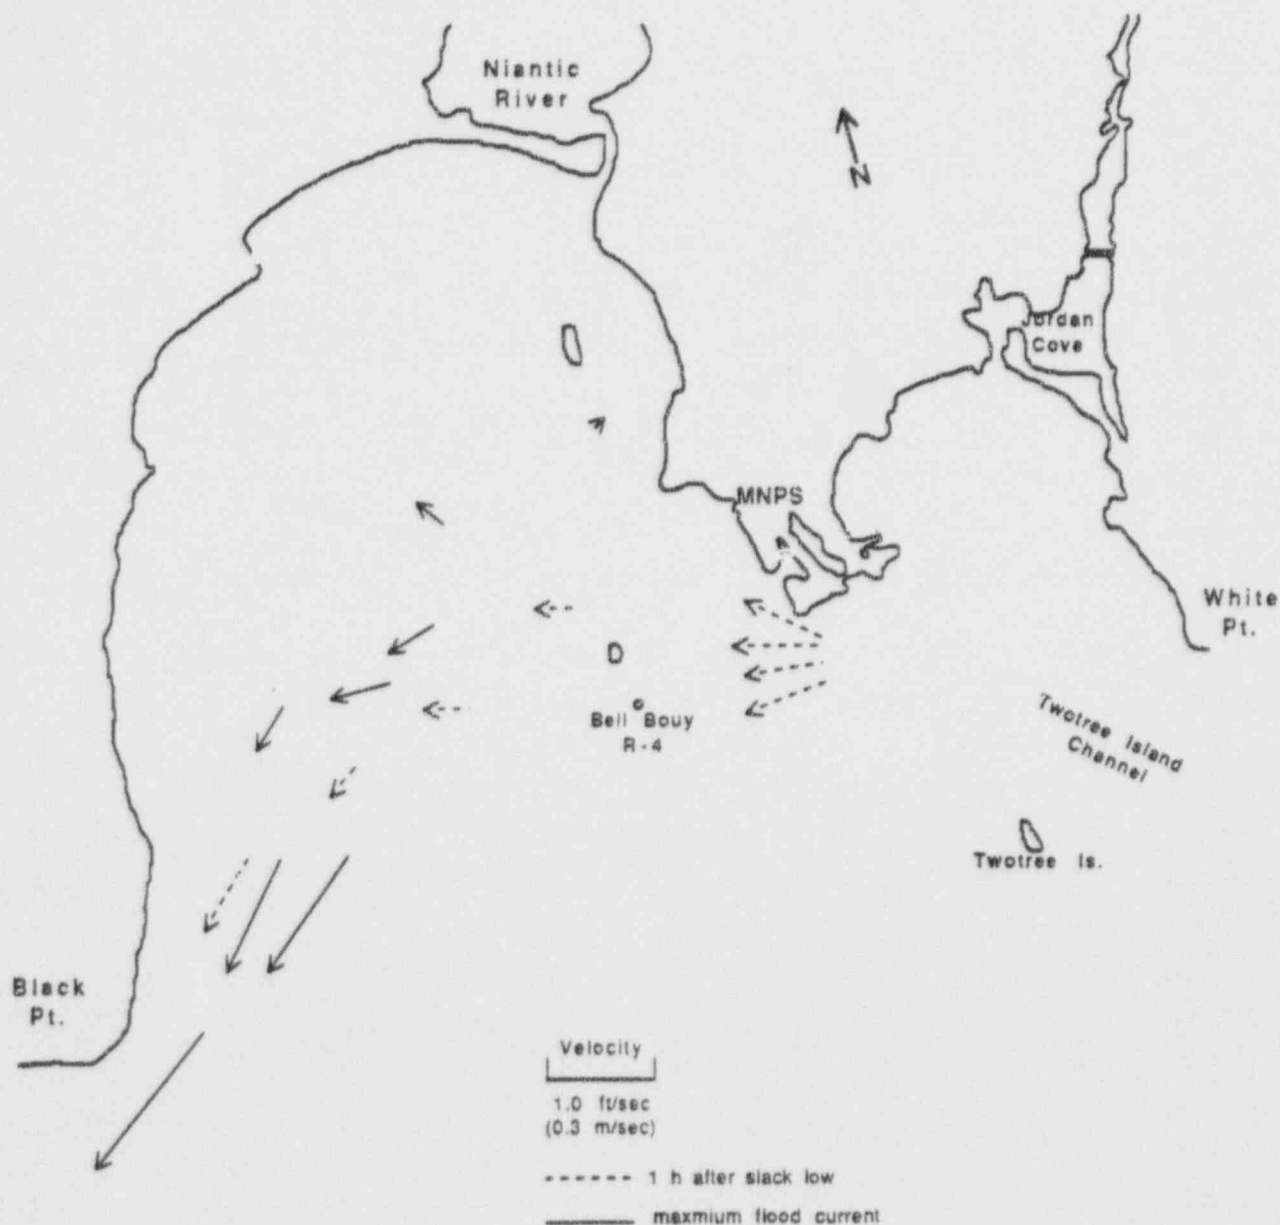 Niantic
River
N
Jordan
Cove
MNPS
White
Pt.
D
Bell Bouy
R-4
Twotree Island
Channel
Twotree Is.
Black
Pt.
Velocity
1.0 ft/sec
(0.3 m/sec)
1 h after slack low
maxmium flood current